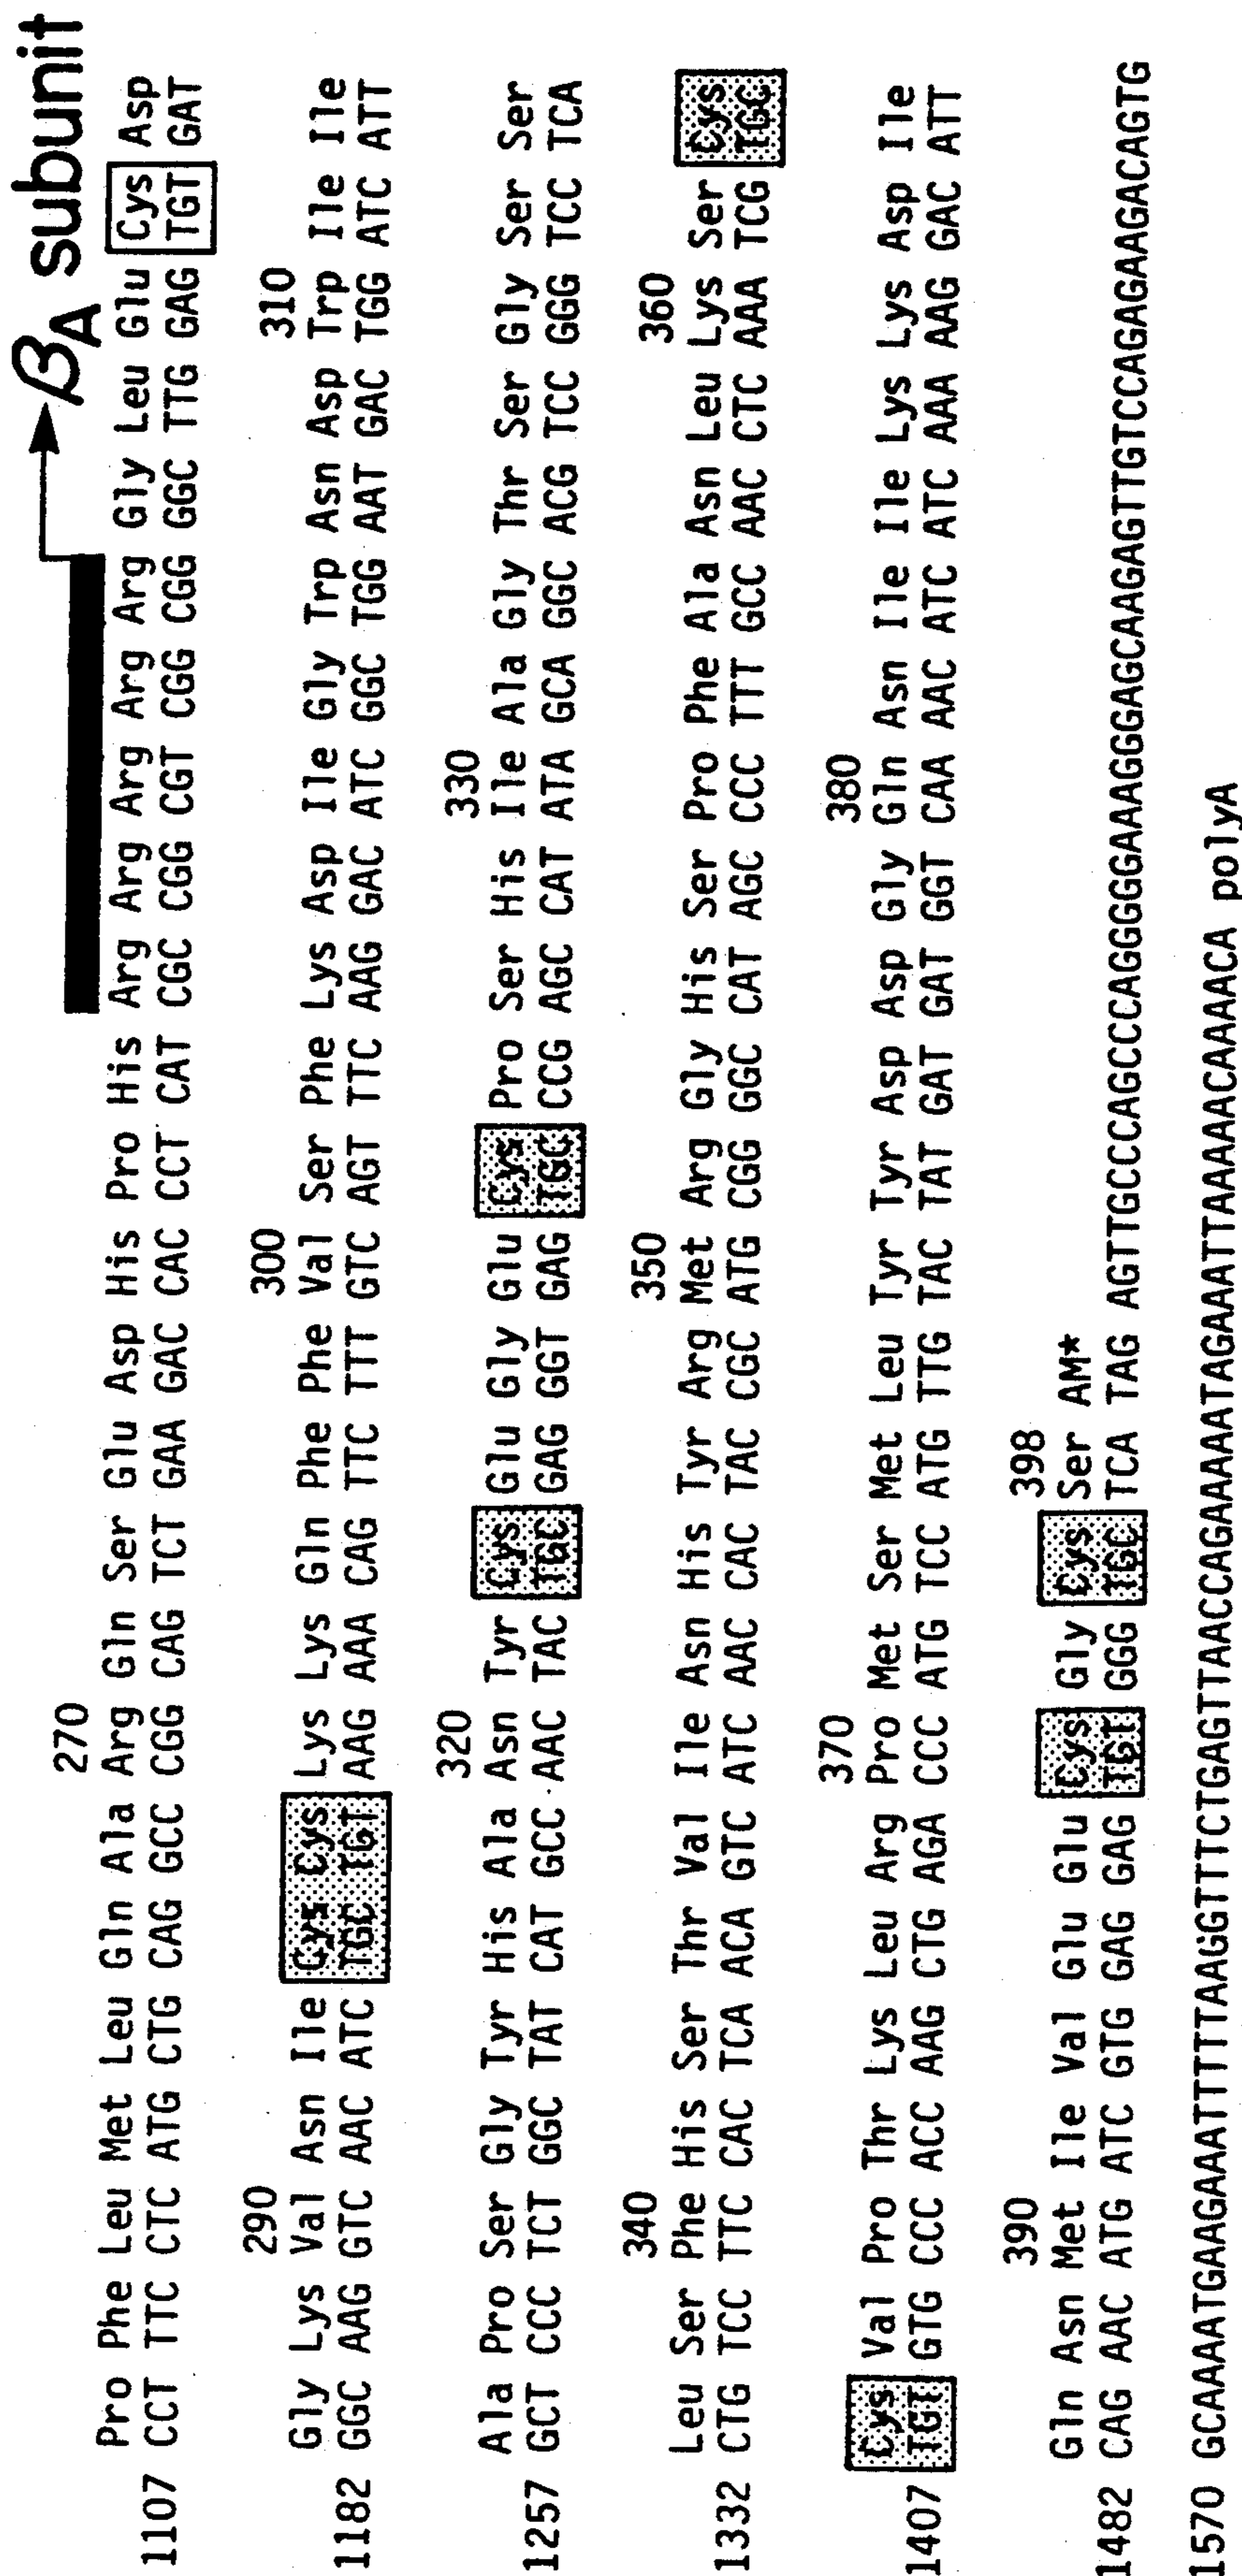 β_A subunit
270
Pro Phe Leu Met Leu Gln Ala Arg Gln Ser Glu Asp His Pro His Arg Arg Arg Arg Arg Gly Leu Glu Cys Asp
1107 CCT TTC CTC ATG CTG CAG GCC CGG CAG TCT GAA GAC CAC CCT CAT CGC CGG CGT CGG CGG GGC TTG GAG TGT GAT
290 300 310
Gly Lys Val Asn Ile Cys Cys Lys Lys Gln Phe Phe Val Ser Phe Lys Asp Ile Gly Trp Asn Asp Trp Ile Ile
1182 GGC AAG GTC AAC ATC TGC TGT AAG AAA CAG TTC TTT GTC AGT TTC AAG GAC ATC GGC TGG AAT GAC TGG ATC ATT
320 330
Ala Pro Ser Gly Tyr His Ala Asn Tyr Cys Glu Gly Glu Cys Pro Ser His Ile Ala Gly Thr Ser Gly Ser Ser
1257 GCT CCC TCT GGC TAT CAT GCC AAC TAC TGC GAG GGT GAG TGC CCG AGC CAT ATA GCA GGC ACG TCC GGG TCC TCA
340 350 360
Leu Ser Phe His Ser Thr Val Ile Asn His Tyr Arg Met Arg Gly His Ser Pro Phe Ala Asn Leu Lys Ser Cys
1332 CTG TCC TTC CAC TCA ACA GTC ATC AAC CAC TAC CGC ATG CGG GGC CAT AGC CCC TTT GCC AAC CTC AAA TCG TGC
370 380
Cys Val Pro Thr Lys Leu Arg Pro Met Ser Met Leu Tyr Tyr Asp Asp Gly Gln Asn Ile Ile Lys Lys Asp Ile
1407 TGT GTG CCC ACC AAG CTG AGA CCC ATG TCC ATG TTG TAC TAT GAT GAT GGT CAA AAC ATC ATC AAA AAG GAC ATT
390 398
Gln Asn Met Ile Val Glu Glu Cys Gly Cys Ser AM*
1482 CAG AAC ATG ATC GTG GAG GAG TGT GGG TGC TCA TAG AGTTGCCCAGCCCAGGGGGAAAGGGAGCAAGAGTTGTCCAGAGAAGACAGTG
1570 GCAAAATGAAGAAATTTTTAAGGTTTCTGAGTTAACCAGAAAAATAGAAATTAAAAACAAAACA polyA